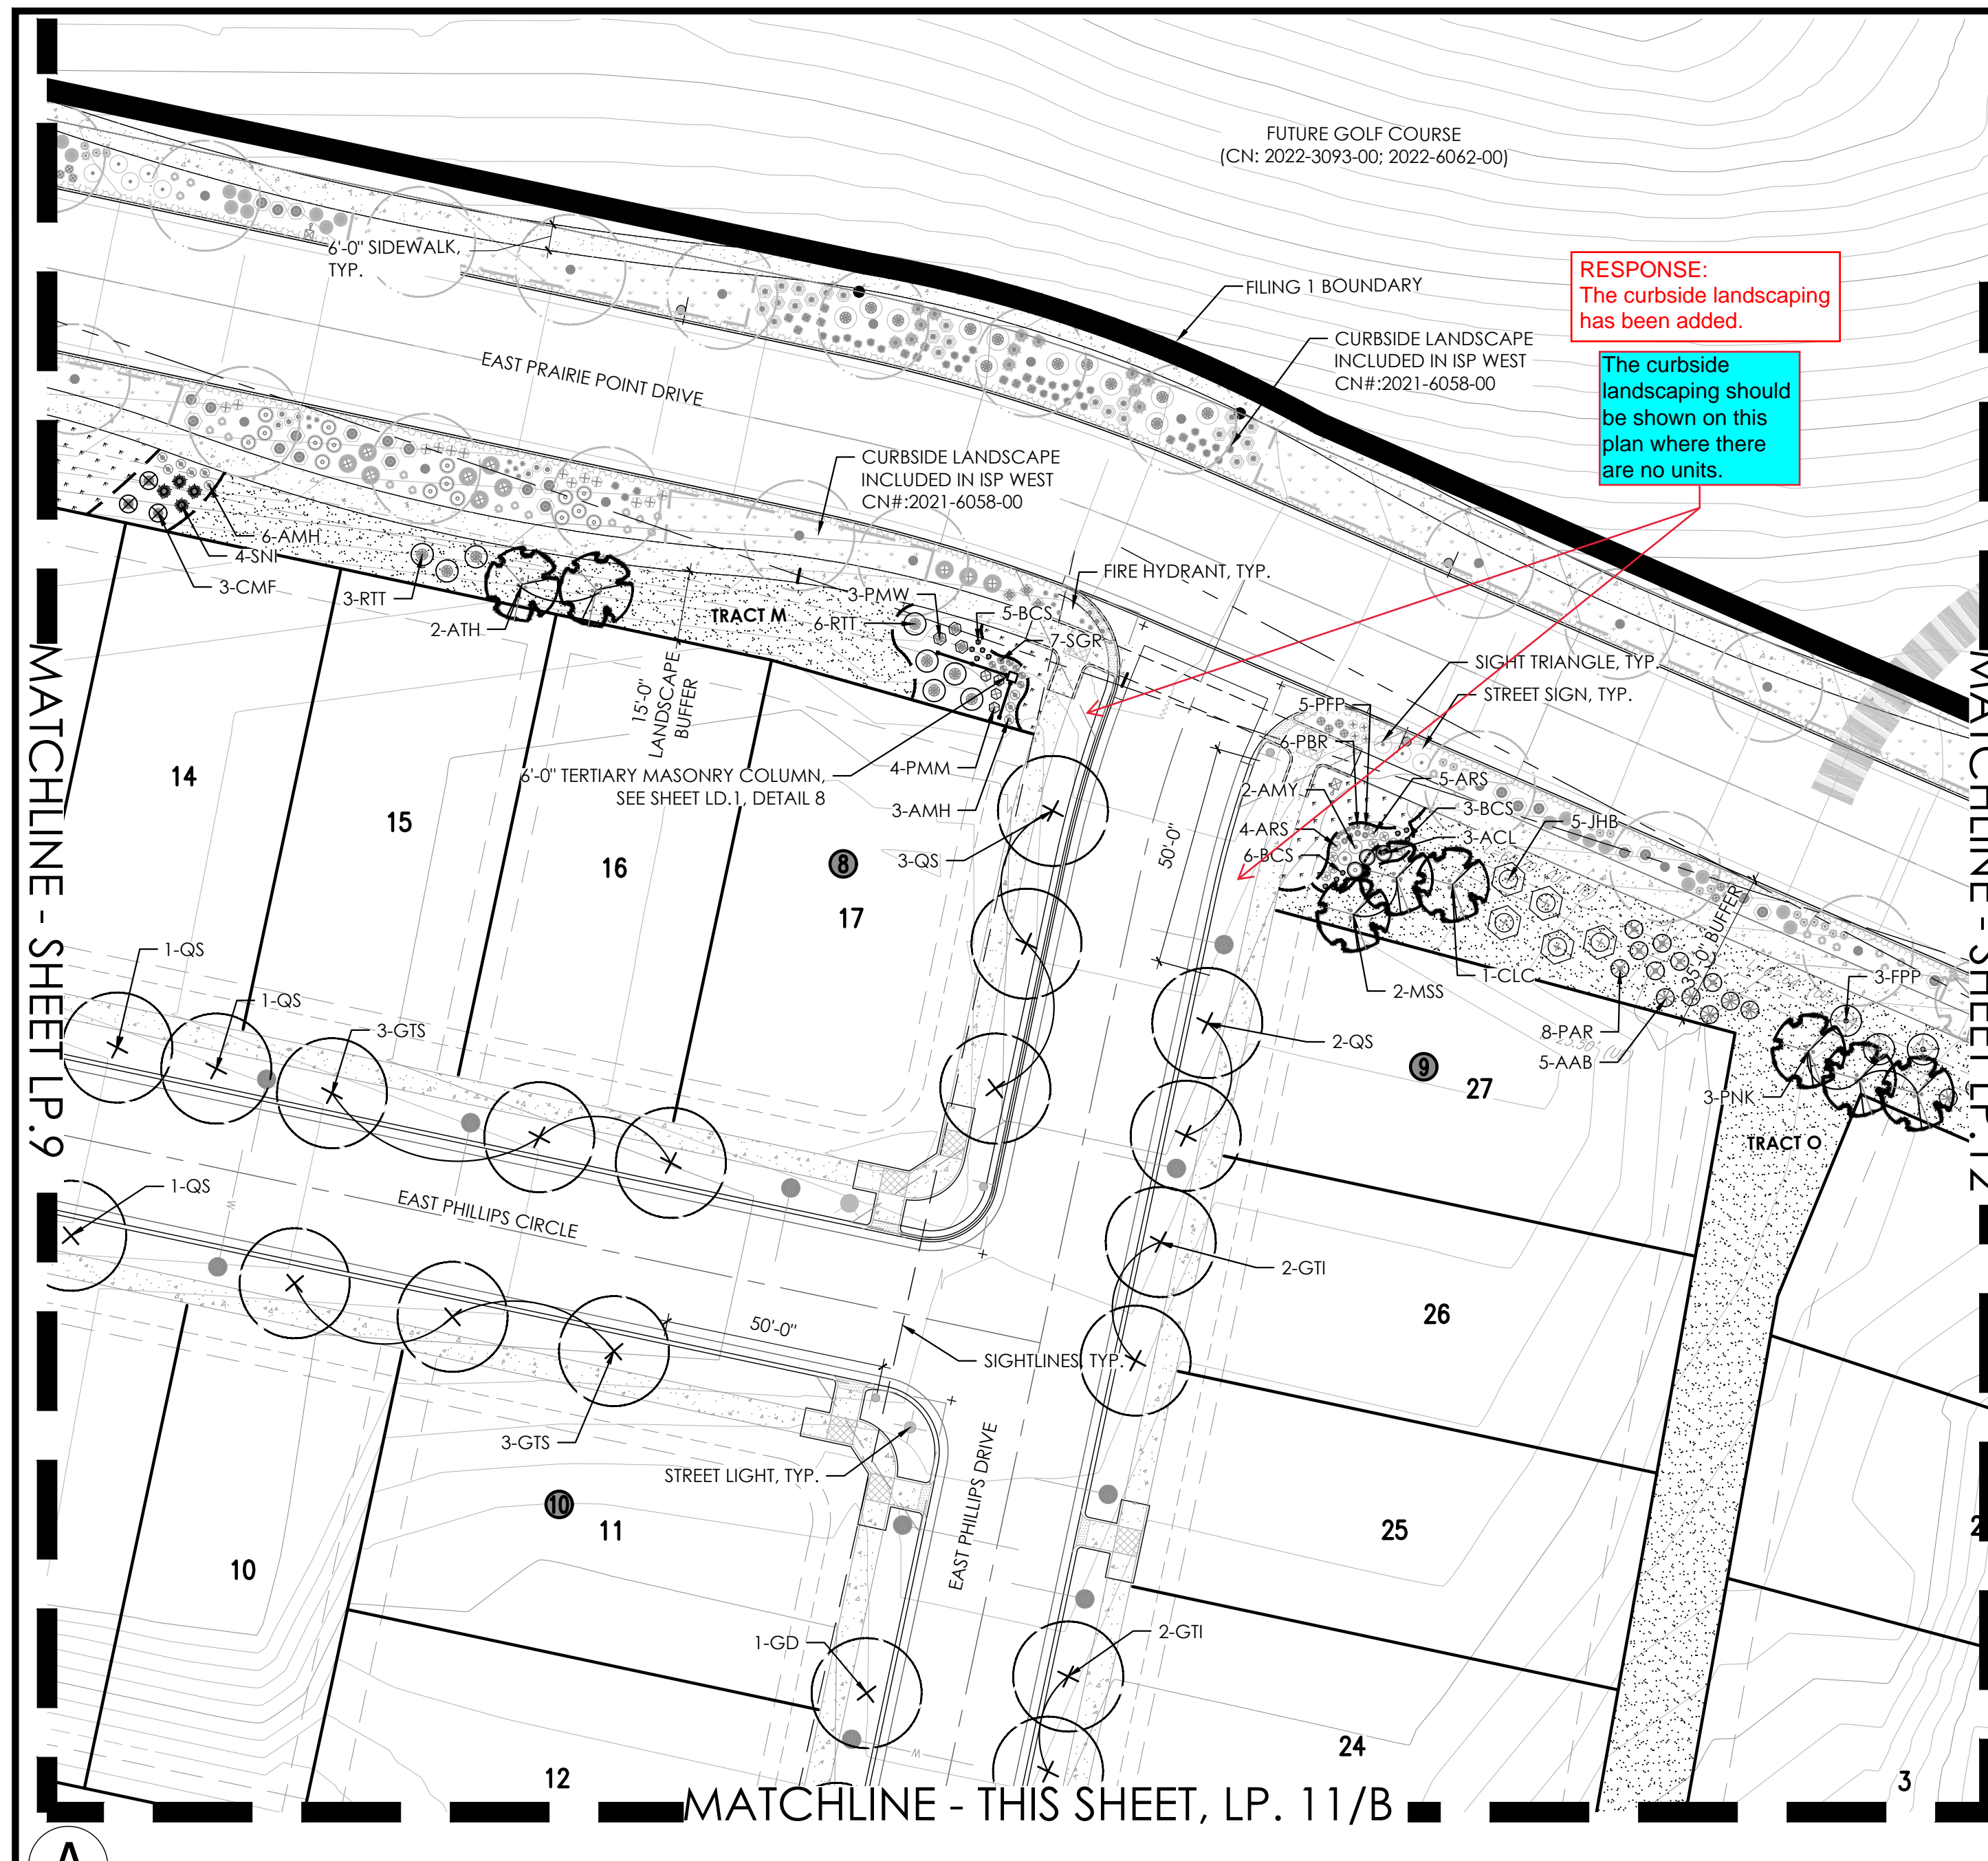 FUTURE GOLF COURSE
(CN: 2022-3093-00; 2022-6062-00)
6'-0" SIDEWALK,
TYP.
FILING 1 BOUNDARY
RESPONSE:
The curbside landscaping
has been added.
CURBSIDE LANDSCAPE
INCLUDED IN ISP WEST
CN#:2021-6058-00
The curbside
landscaping should
be shown on this
plan where there
are no units.
EAST PRAIRIE POINT DRIVE
CURBSIDE LANDSCAPE
INCLUDED IN ISP WEST
CN#:2021-6058-00
6-AMH
4-SNI
3-CMF
3-RTT
2-ATH
TRACT M
3-PMW
6-RTT
5-BCS
7-SGR
FIRE HYDRANT, TYP.
15'-0"
LANDSCAPE
BUFFER
SIGHT TRIANGLE, TYP.
STREET SIGN, TYP.
5-PFP
6-PBR
2-AMY
5-ARS
3-BCS
3-ACL
5-JHB
4-ARS
6-BCS
6'-0" TERTIARY MASONRY COLUMN,
SEE SHEET LD.1, DETAIL 8
4-PMM
3-AMH
3-QS
50'-0"
14
15
16
8
17
35'-0" BUFFER
1-CLC
2-MSS
8-PAR
5-AAB
3-FPP
3-PNK
TRACT O
1-QS
1-QS
3-GTS
2-QS
9
27
MATCHLINE - SHEET LP.9
MATCHLINE - SHEET LP.12
1-QS
EAST PHILLIPS CIRCLE
2-GTI
26
50'-0"
SIGHTLINES, TYP.
3-GTS
STREET LIGHT, TYP.
EAST PHILLIPS DRIVE
10
11
10
25
2
1-GD
2-GTI
12
24
3
MATCHLINE - THIS SHEET, LP. 11/B
A